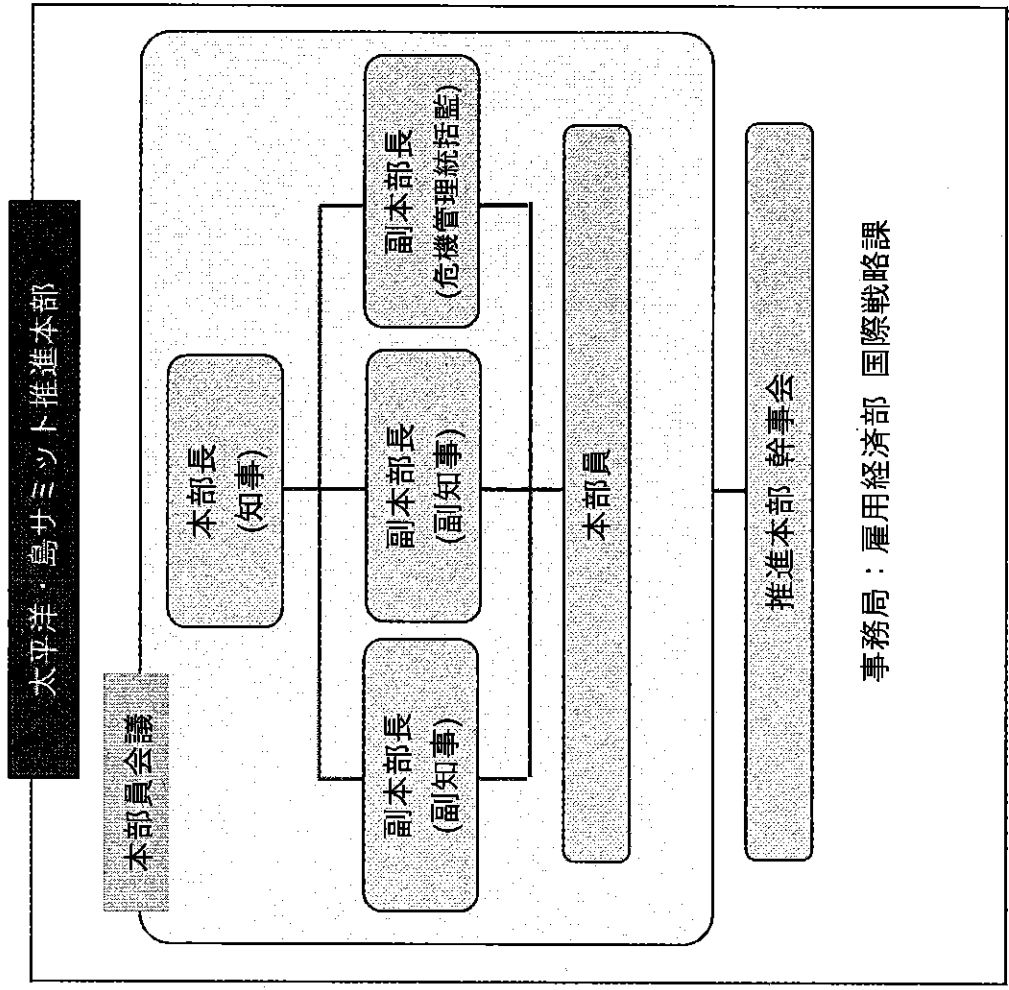 太平洋・島サミット推進本部
本部員会議
本部長
(知事)
副本部長
(副知事)
副本部長
(副知事)
副本部長
(危機管理統括監)
本部員
推進本部 幹事会
事務局：雇用経済部 国際戦略課